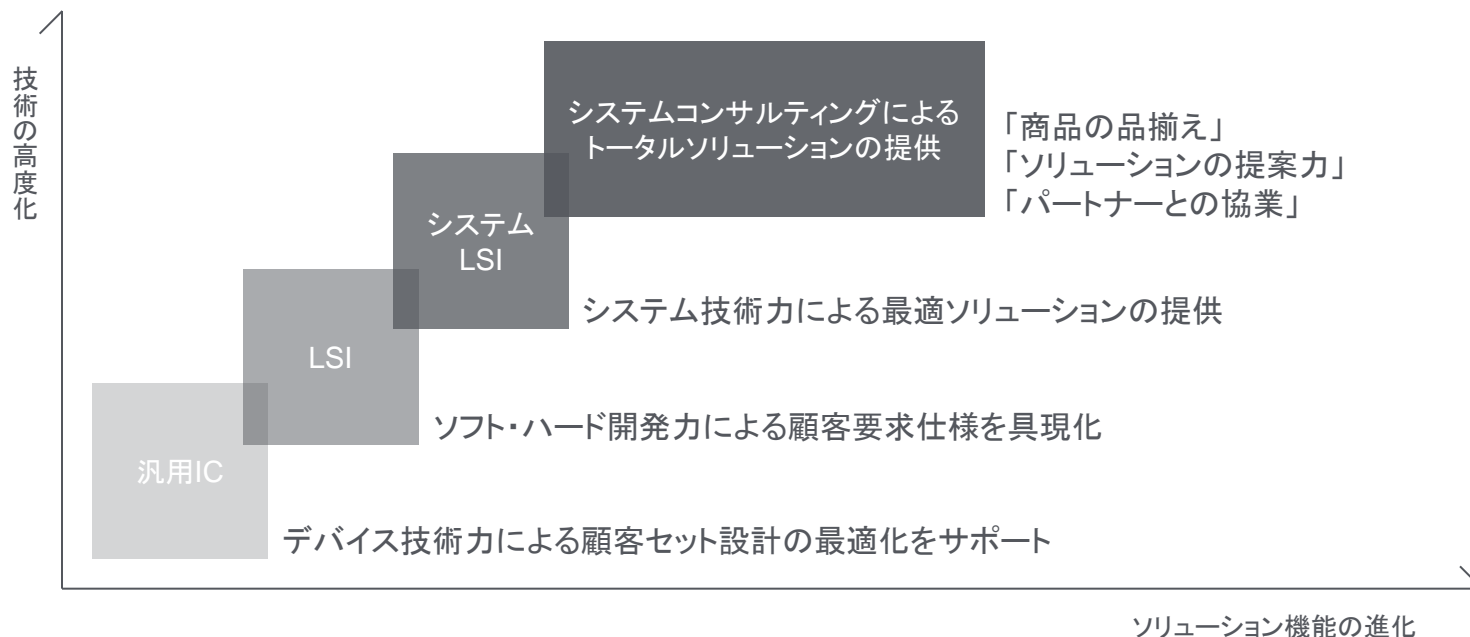 技術の高度化
システムコンサルティングによる
トータルソリューションの提供
「商品の品揃え」
「ソリューションの提案力」
「パートナーとの協業」
システム
LSI
システム技術力による最適ソリューションの提供
LSI
ソフト・ハード開発力による顧客要求仕様を具現化
汎用IC
デバイス技術力による顧客セット設計の最適化をサポート
ソリューション機能の進化